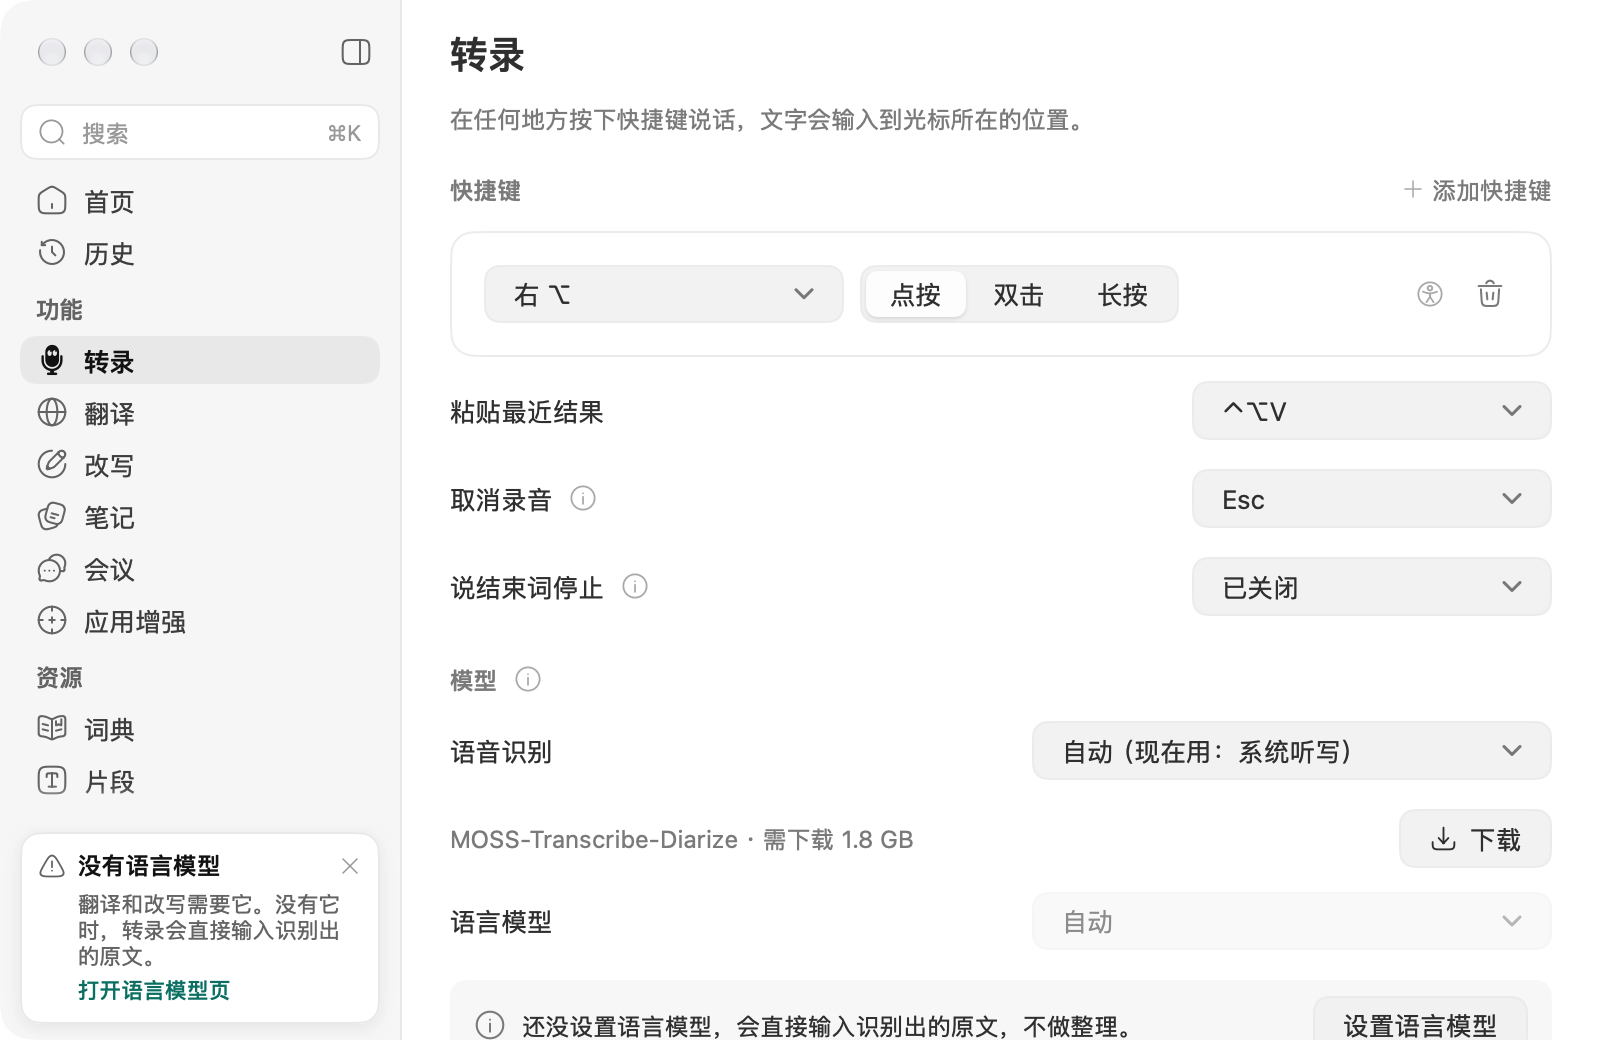 搜索 ⌘K
首页
历史
功能
转录
翻译
改写
笔记
会议
应用增强
资源
词典
片段
没有语言模型
翻译和改写需要它。没有它
时，转录会直接输入识别出
的原文。
打开语言模型页
转录
在任何地方按下快捷键说话，文字会输入到光标所在的位置。
快捷键 添加快捷键
右 ⌥ 点按 双击 长按
粘贴最近结果 ^⌥V
取消录音 Esc
说结束词停止 已关闭
模型
语音识别 自动（现在用：系统听写）
MOSS-Transcribe-Diarize · 需下载 1.8 GB 下载
语言模型 自动
还没设置语言模型，会直接输入识别出的原文，不做整理。 设置语言模型